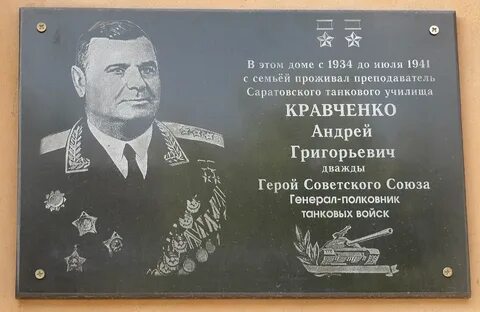 В этом доме с 1934 до июля 1941
с семьёй проживал преподаватель
Саратовского танкового училища
КРАВЧЕНКО
Андрей
Григорьевич
дважды
Герой Советского Союза
Генерал-полковник
танковых войск